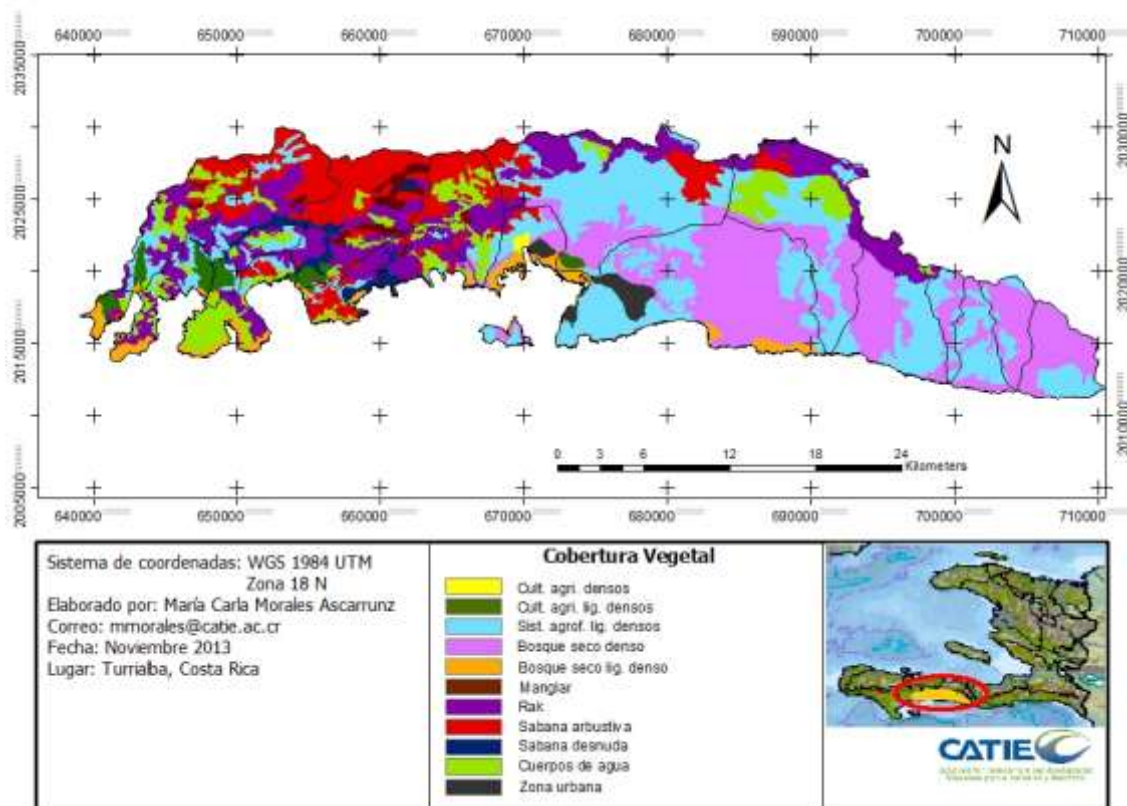 640000 650000 660000 670000 680000 690000 700000 710000
2035000
2030000
2025000
2020000
2015000
2010000
2005000
N
0 3 6 12 18 24
Kilometers
640000 650000 660000 670000 680000 690000 700000 710000
Sistema de coordenadas: WGS 1984 UTM
Zona 18 N
Elaborado por: María Carla Morales Ascarrunz
Correo: mmorales@catie.ac.cr
Fecha: Noviembre 2013
Lugar: Turrialba, Costa Rica
Cobertura Vegetal
Cult. agri. densos
Cult. agri. lig. densos
Sist. agrof. lig. densos
Bosque seco denso
Bosque seco lig. denso
Manglar
Rak
Sabana arbustiva
Sabana desnuda
Cuerpos de agua
Zona urbana
CATIE